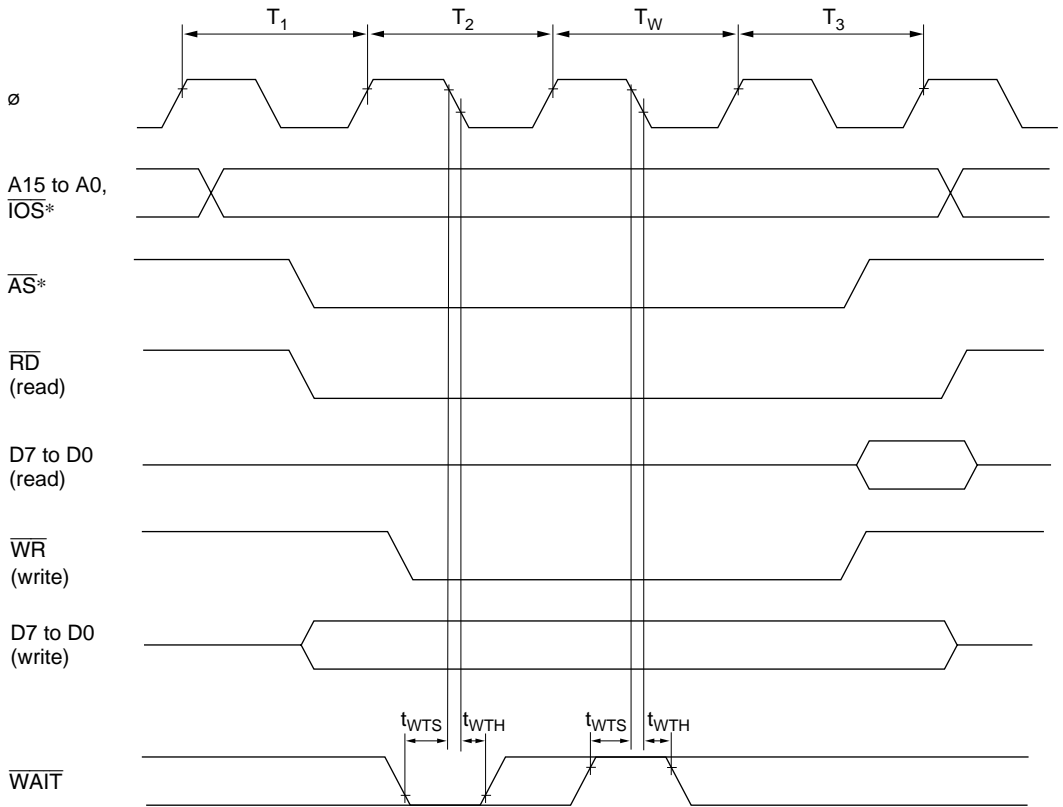 T1 T2 TW T3
ø
A15 to A0,
IOS*
AS*
RD
(read)
D7 to D0
(read)
WR
(write)
D7 to D0
(write)
tWTS tWTH tWTS tWTH
WAIT